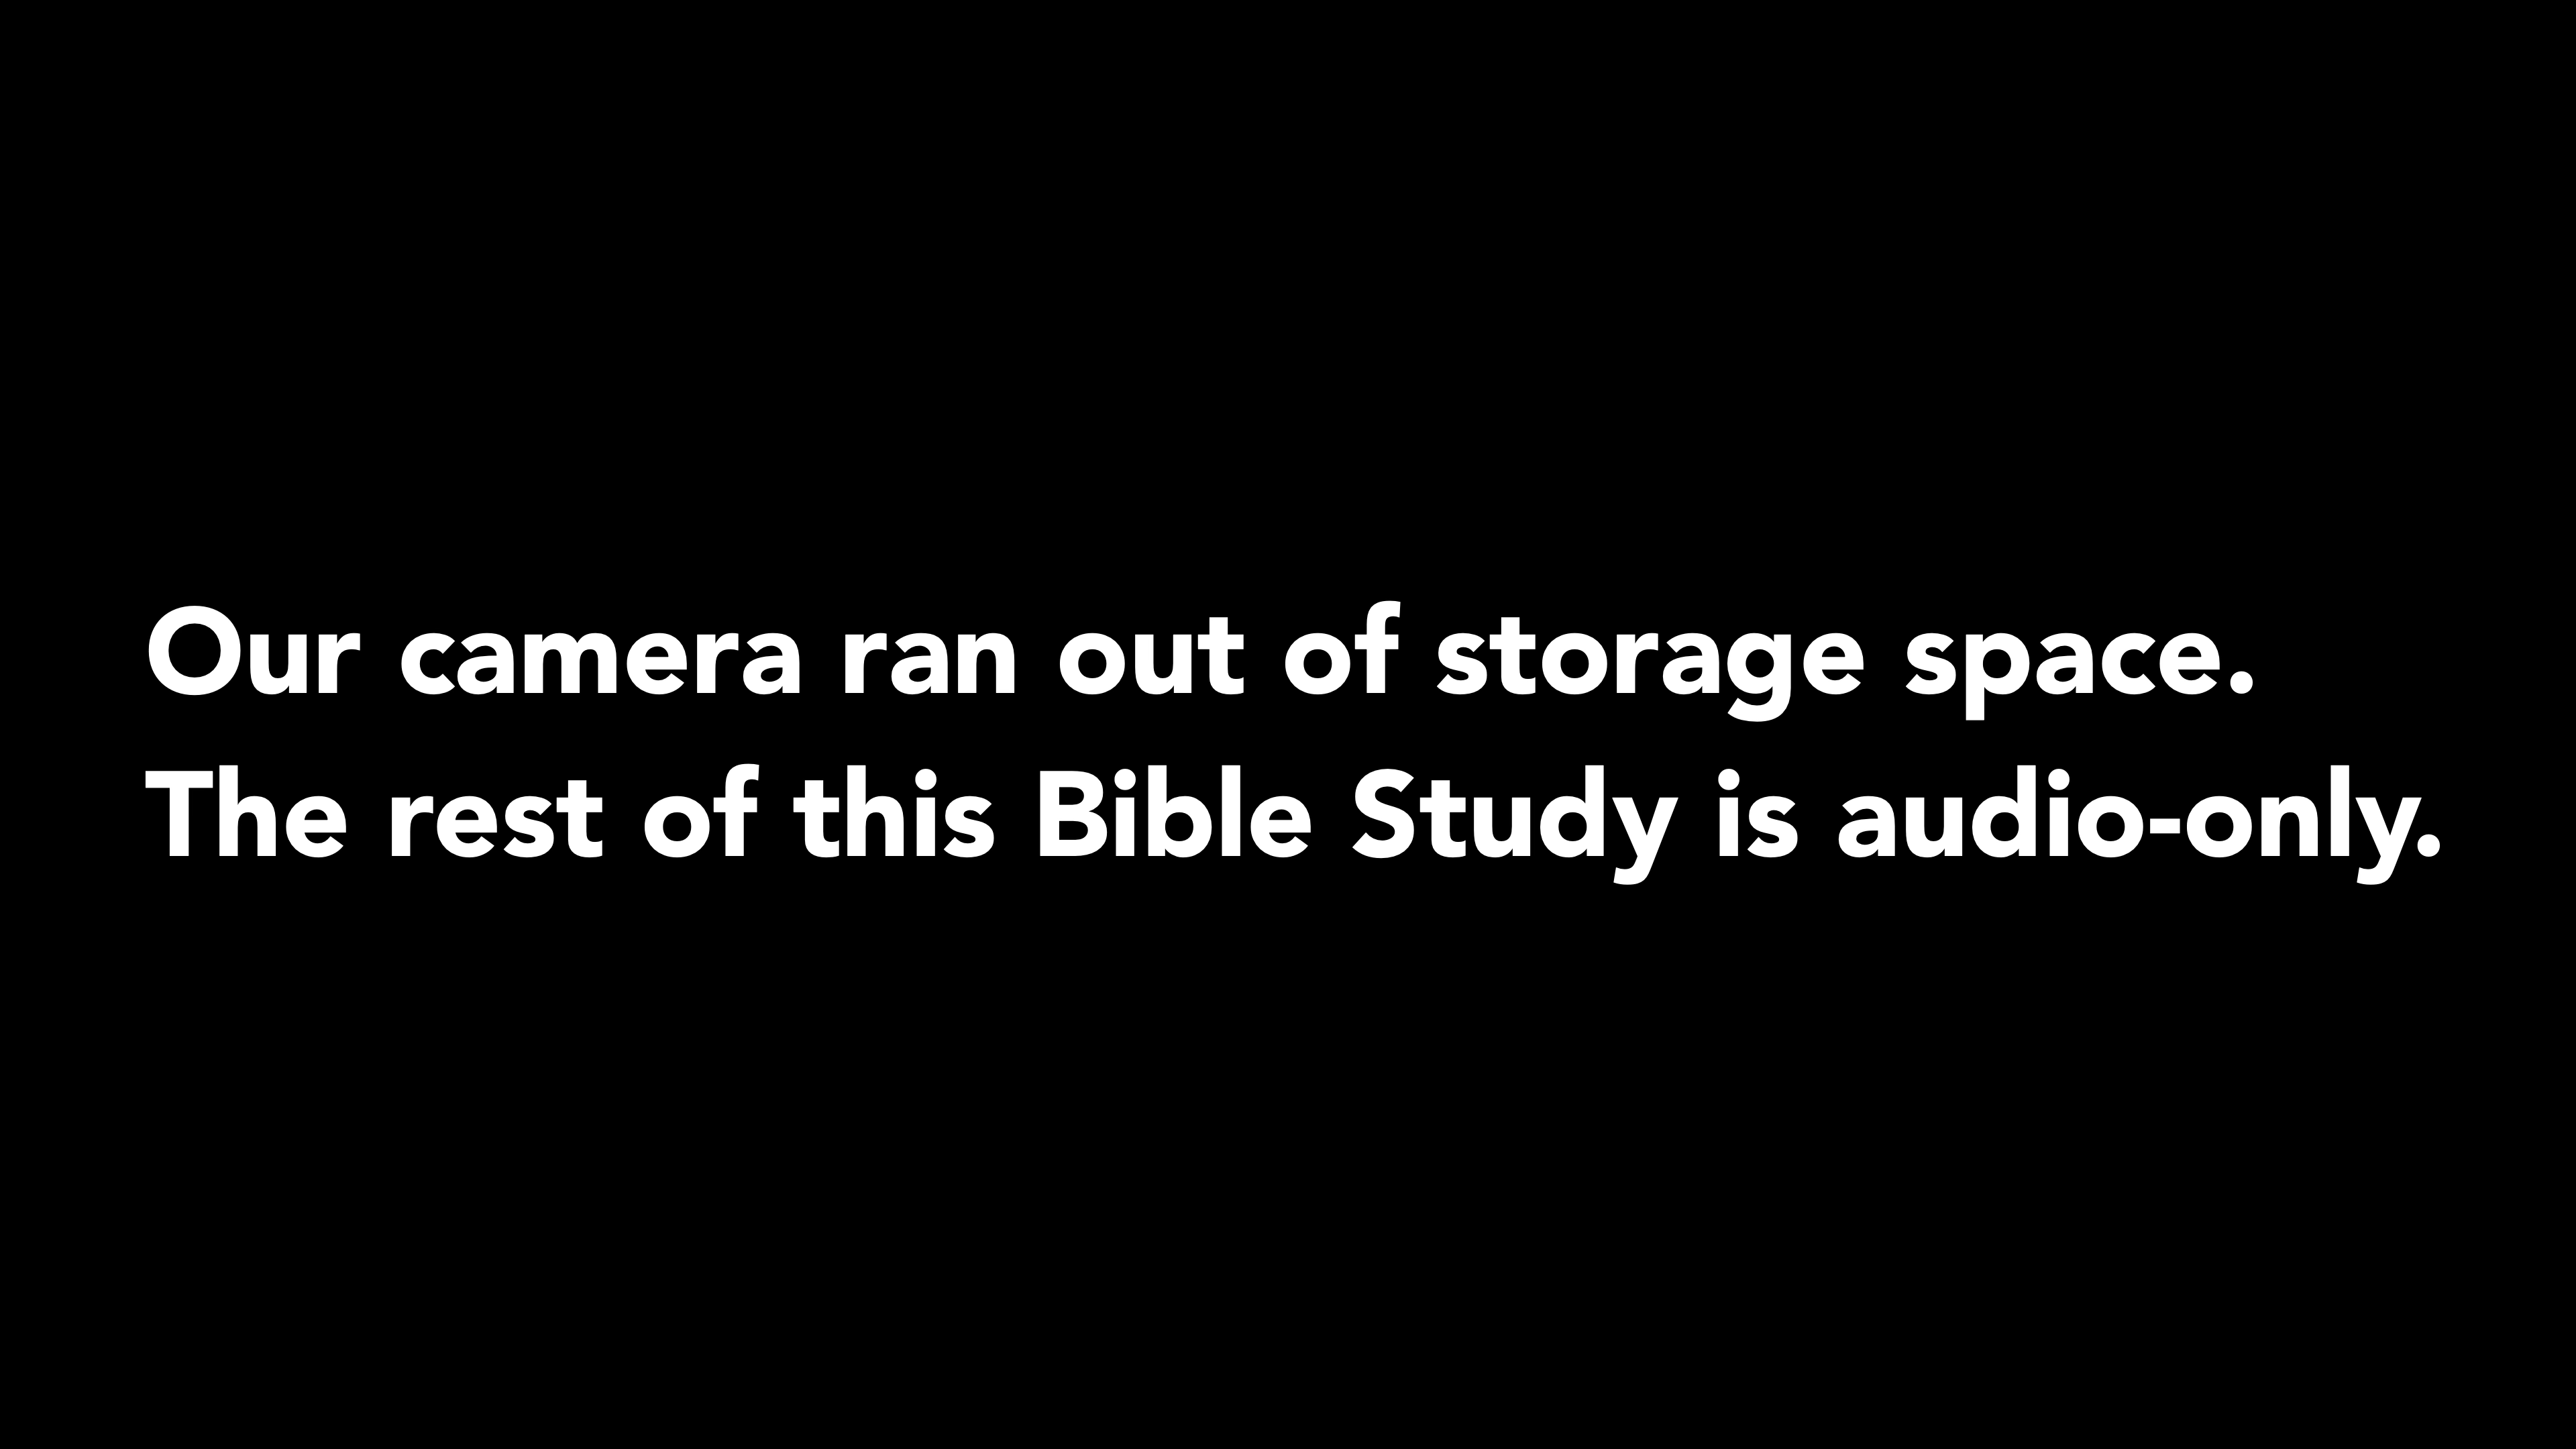 Our camera ran out of storage space.
The rest of this Bible Study is audio-only.